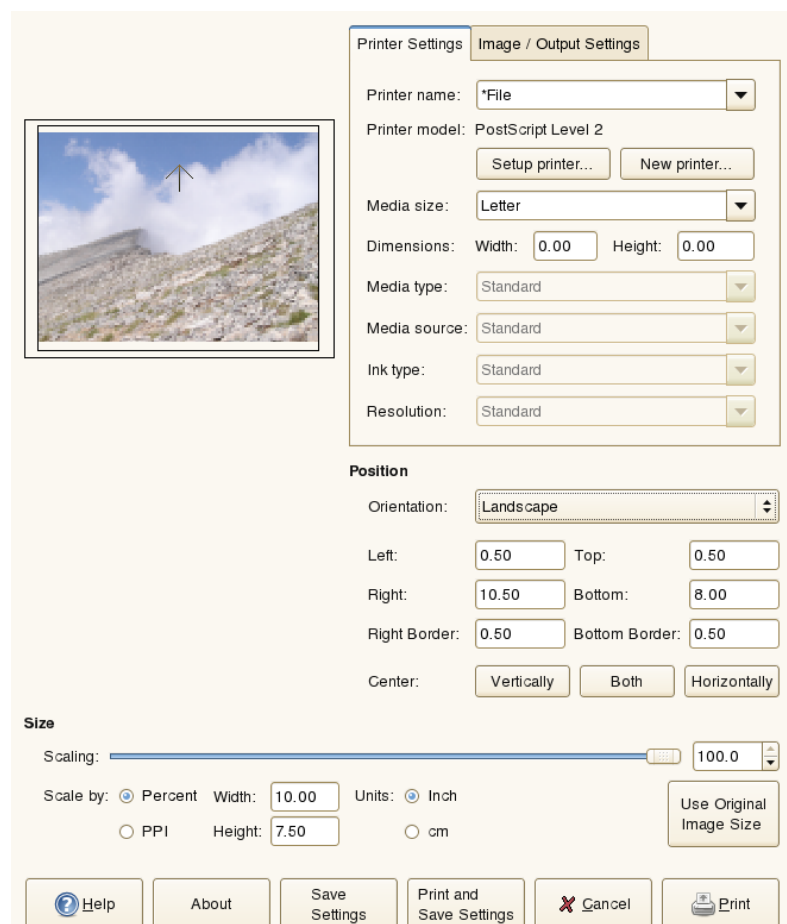 Printer Settings Image / Output Settings
Printer name: *File
Printer model: PostScript Level 2
Setup printer... New printer...
Media size: Letter
Dimensions: Width: 0.00 Height: 0.00
Media type: Standard
Media source: Standard
Ink type: Standard
Resolution: Standard
Position
Orientation: Landscape
Left: 0.50 Top: 0.50
Right: 10.50 Bottom: 8.00
Right Border: 0.50 Bottom Border: 0.50
Center: Vertically Both Horizontally
Size
Scaling: 100.0
Scale by: Percent Width: 10.00 Units: Inch
PPI Height: 7.50 cm
Use Original
Image Size
Help About Save
Settings Print and
Save Settings Cancel Print